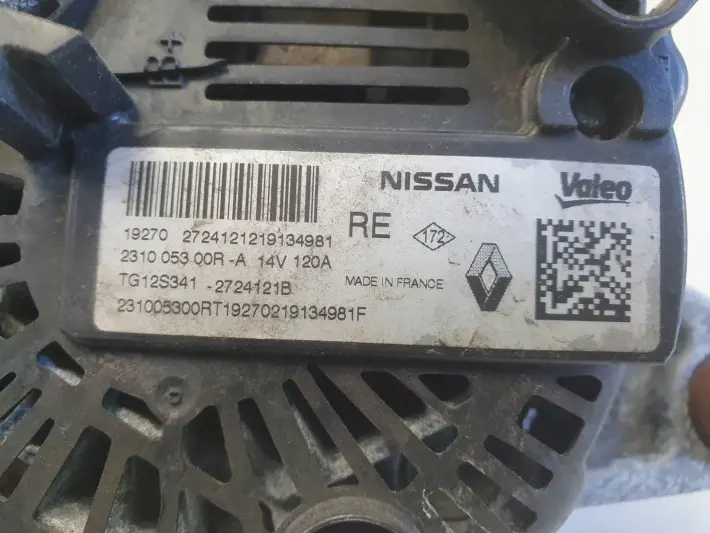 B+
NISSAN
Valeo
19270 2724121219134981
RE
172
2310 053 00R -A 14V 120A
TG12S341 -2724121B
MADE IN FRANCE
231005300RT19270219134981F